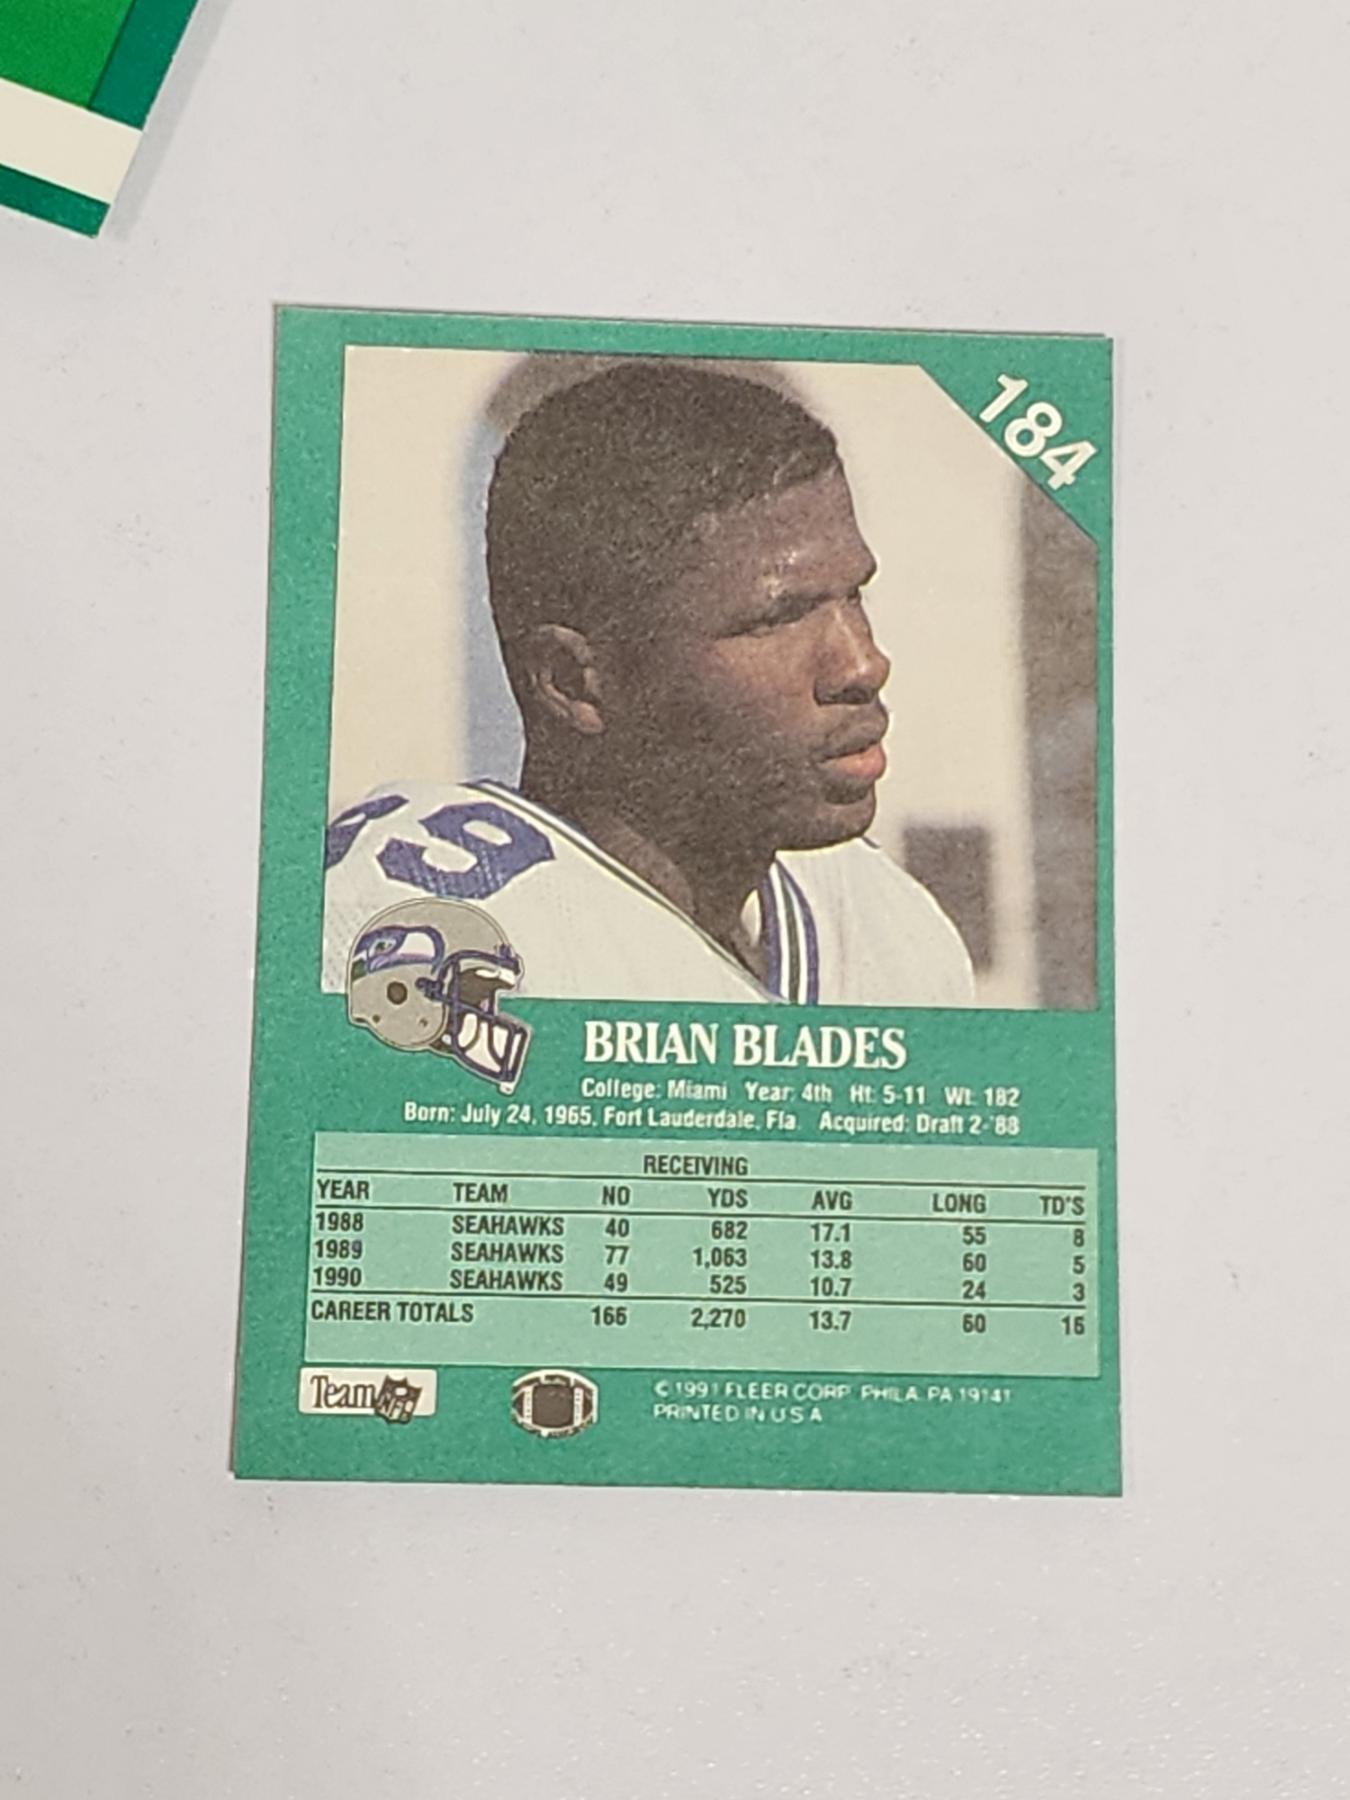 184
89
BRIAN BLADES
College: Miami Year: 4th Ht: 5-11 Wt: 182
Born: July 24, 1965, Fort Lauderdale, Fla. Acquired: Draft 2-'88
RECEIVING
YEAR TEAM NO YDS AVG LONG TD'S
1988 SEAHAWKS 40 682 17.1 55 8
1989 SEAHAWKS 77 1,063 13.8 60 5
1990 SEAHAWKS 49 525 10.7 24 3
CAREER TOTALS 166 2,270 13.7 60 16
Team NFL
© 1991 FLEER CORP. PHILA. PA 19141
PRINTED IN U.S.A.